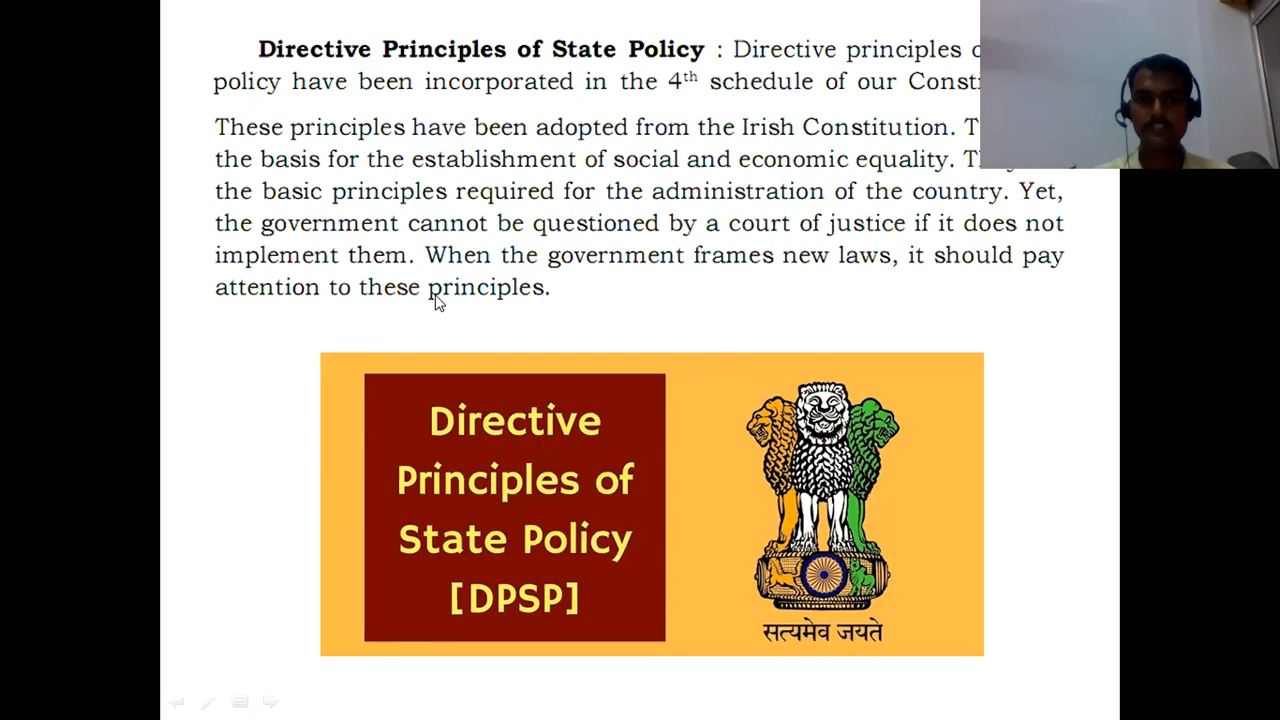 Directive Principles of State Policy : Directive principles
policy have been incorporated in the 4th schedule of our
These principles have been adopted from the Irish Constitution.
the basis for the establishment of social and economic equality.
the basic principles required for the administration of the country. Yet,
the government cannot be questioned by a court of justice if it does not
implement them. When the government frames new laws, it should pay
attention to these principles.
Directive
Principles of
State Policy
[DPSP]
सत्यमेव जयते